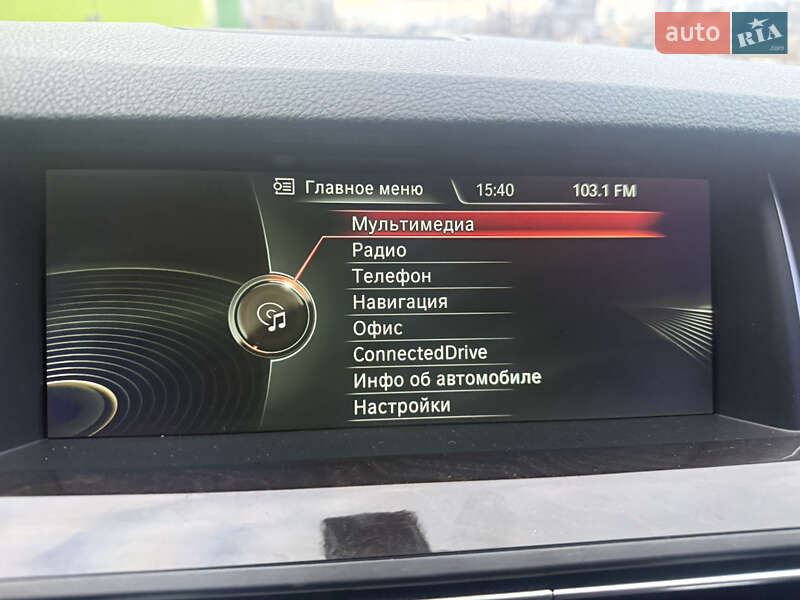 auto RIA .com
Главное меню 15:40 103.1 FM
Мультимедиа
Радио
Телефон
Навигация
Офис
ConnectedDrive
Инфо об автомобиле
Настройки